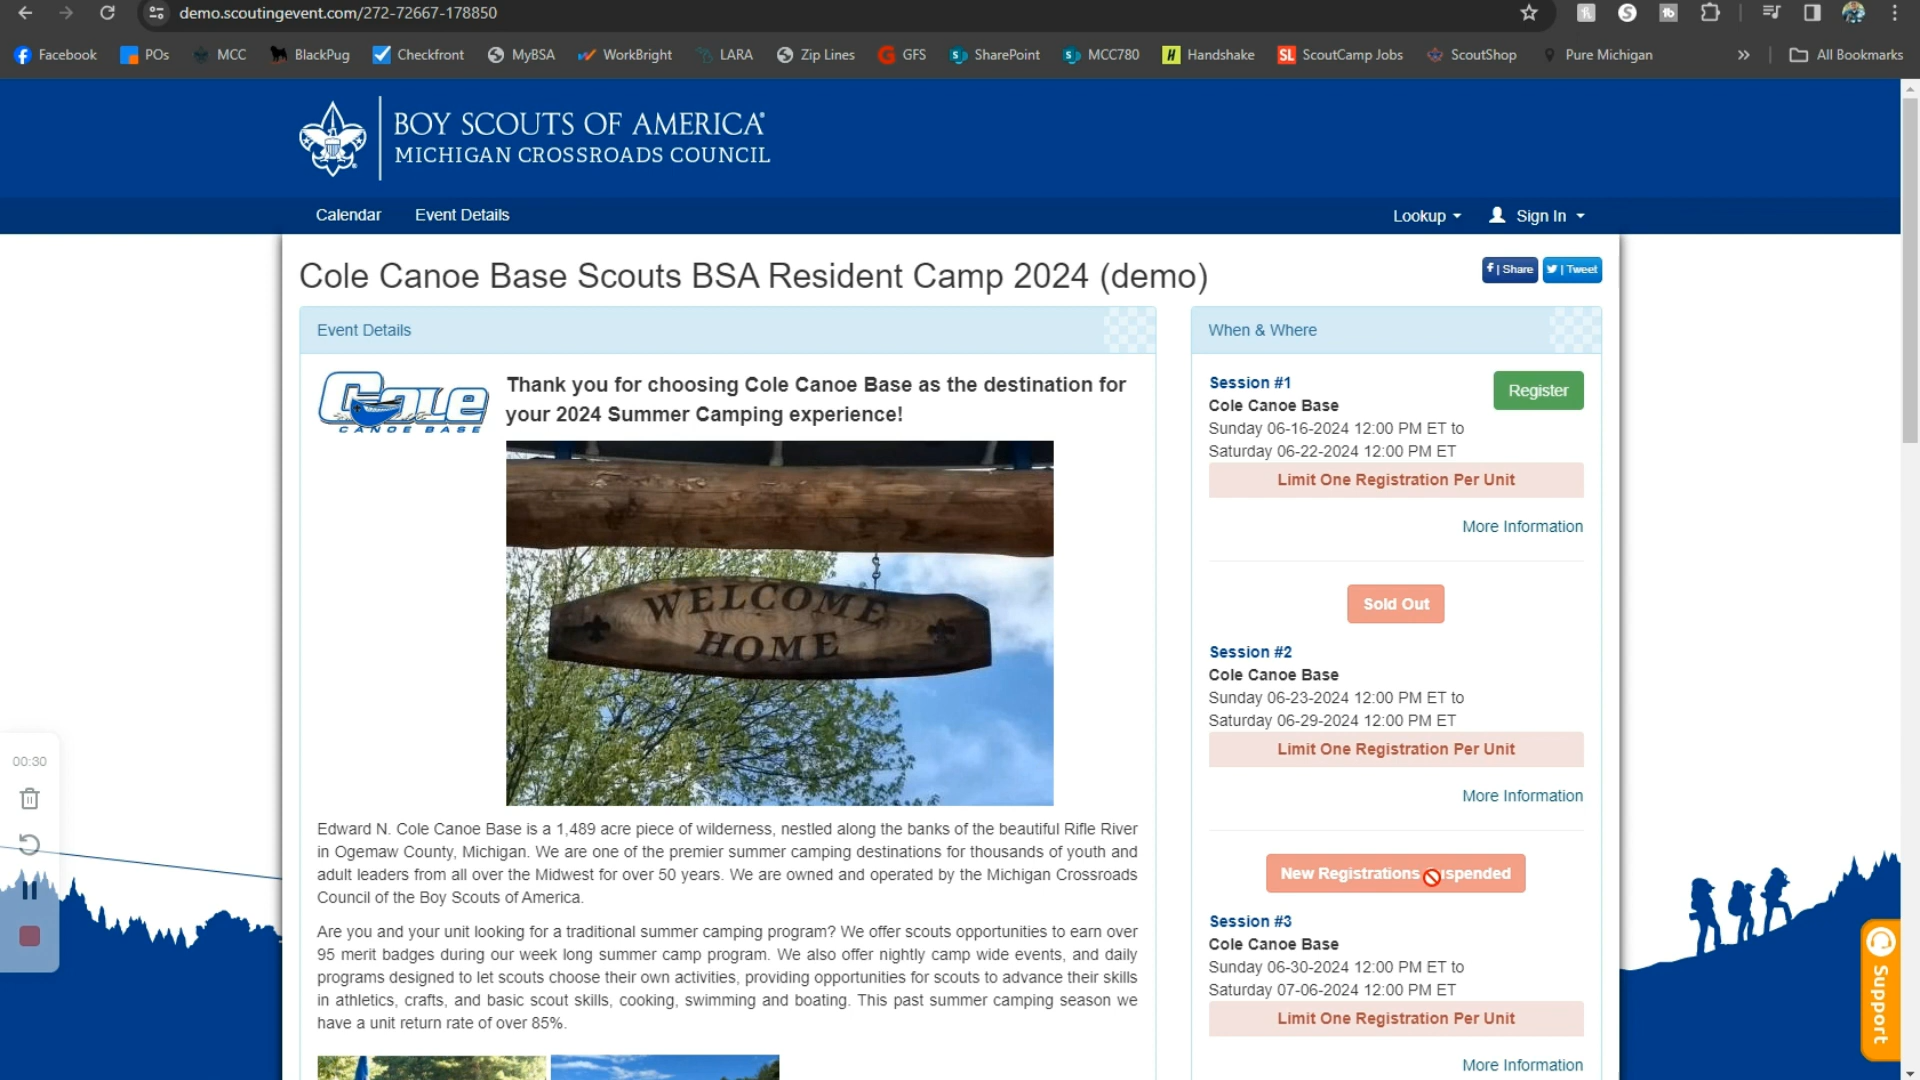 demo.scoutingevent.com/272-72667-178850
Facebook
POs
MCC
BlackPug
Checkfront
MyBSA
WorkBright
LARA
Zip Lines
GFS
SharePoint
MCC780
Handshake
SL ScoutCamp Jobs
ScoutShop
Pure Michigan
»
All Bookmarks
BOY SCOUTS OF AMERICA®
MICHIGAN CROSSROADS COUNCIL
Calendar
Event Details
Lookup
Sign In
Cole Canoe Base Scouts BSA Resident Camp 2024 (demo)
f | Share
| Tweet
Event Details
Cole
CANOE BASE
Thank you for choosing Cole Canoe Base as the destination for
your 2024 Summer Camping experience!
WELCOME
HOME
Edward N. Cole Canoe Base is a 1,489 acre piece of wilderness, nestled along the banks of the beautiful Rifle River
in Ogemaw County, Michigan. We are one of the premier summer camping destinations for thousands of youth and
adult leaders from all over the Midwest for over 50 years. We are owned and operated by the Michigan Crossroads
Council of the Boy Scouts of America.
Are you and your unit looking for a traditional summer camping program? We offer scouts opportunities to earn over
95 merit badges during our week long summer camp program. We also offer nightly camp wide events, and daily
programs designed to let scouts choose their own activities, providing opportunities for scouts to advance their skills
in athletics, crafts, and basic scout skills, cooking, swimming and boating. This past summer camping season we
have a unit return rate of over 85%.
When & Where
Session #1
Register
Cole Canoe Base
Sunday 06-16-2024 12:00 PM ET to
Saturday 06-22-2024 12:00 PM ET
Limit One Registration Per Unit
More Information
Sold Out
Session #2
Cole Canoe Base
Sunday 06-23-2024 12:00 PM ET to
Saturday 06-29-2024 12:00 PM ET
Limit One Registration Per Unit
More Information
New Registrations spended
Session #3
Cole Canoe Base
Sunday 06-30-2024 12:00 PM ET to
Saturday 07-06-2024 12:00 PM ET
Limit One Registration Per Unit
More Information
00:30
Support